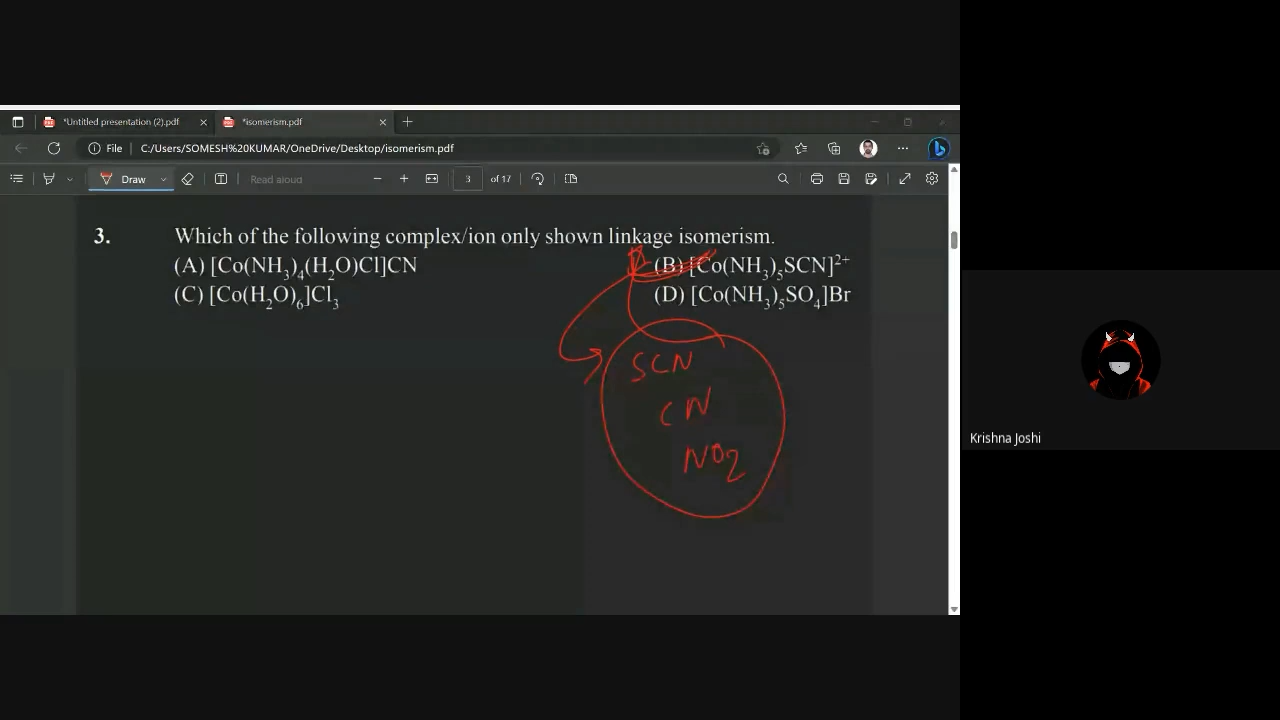 *Untitled presentation (2).pdf
*isomerism.pdf
File C:/Users/SOMESH%20KUMAR/OneDrive/Desktop/isomerism.pdf
Draw Read aloud 3 of 17
3. Which of the following complex/ion only shown linkage isomerism.
(A) [Co(NH₃)₄(H₂O)Cl]CN (B) [Co(NH₃)₅SCN]²⁺
(C) [Co(H₂O)₆]Cl₃ (D) [Co(NH₃)₅SO₄]Br
SCN
CN
NO₂
Krishna Joshi